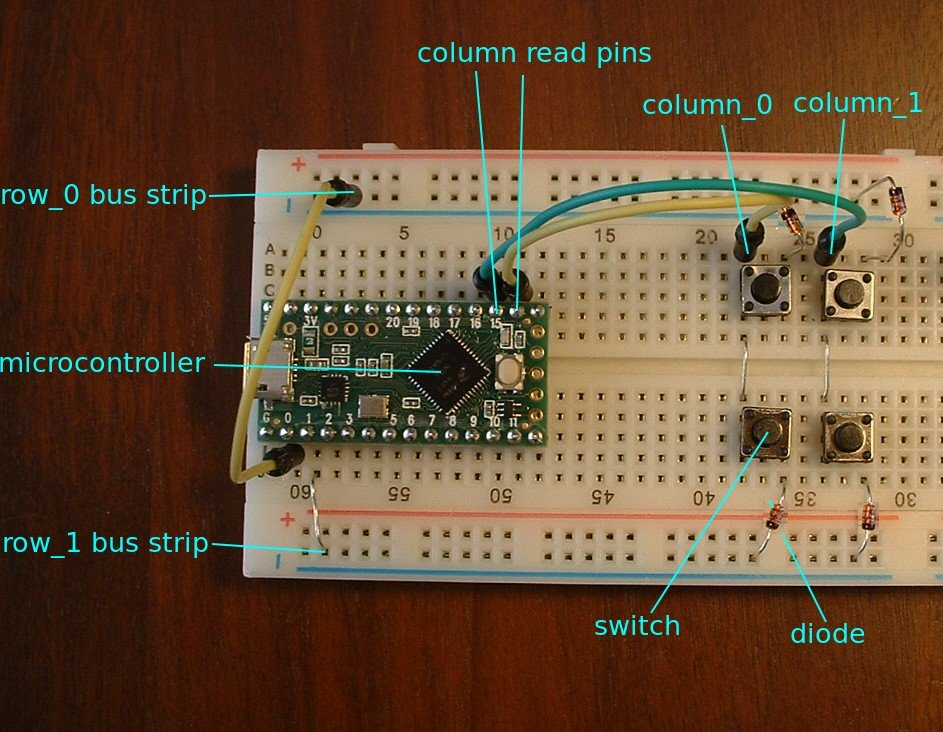 column read pins
column_0 column_1
row_0 bus strip
+
0 5 10 15 20 25 30
A
B
C
3V 20 19 18 17 16 15
microcontroller
G 0 1 2 3 5 6 7 8 9 10 11
60 55 50 45 40 35 30
+
row_1 bus strip
switch
diode